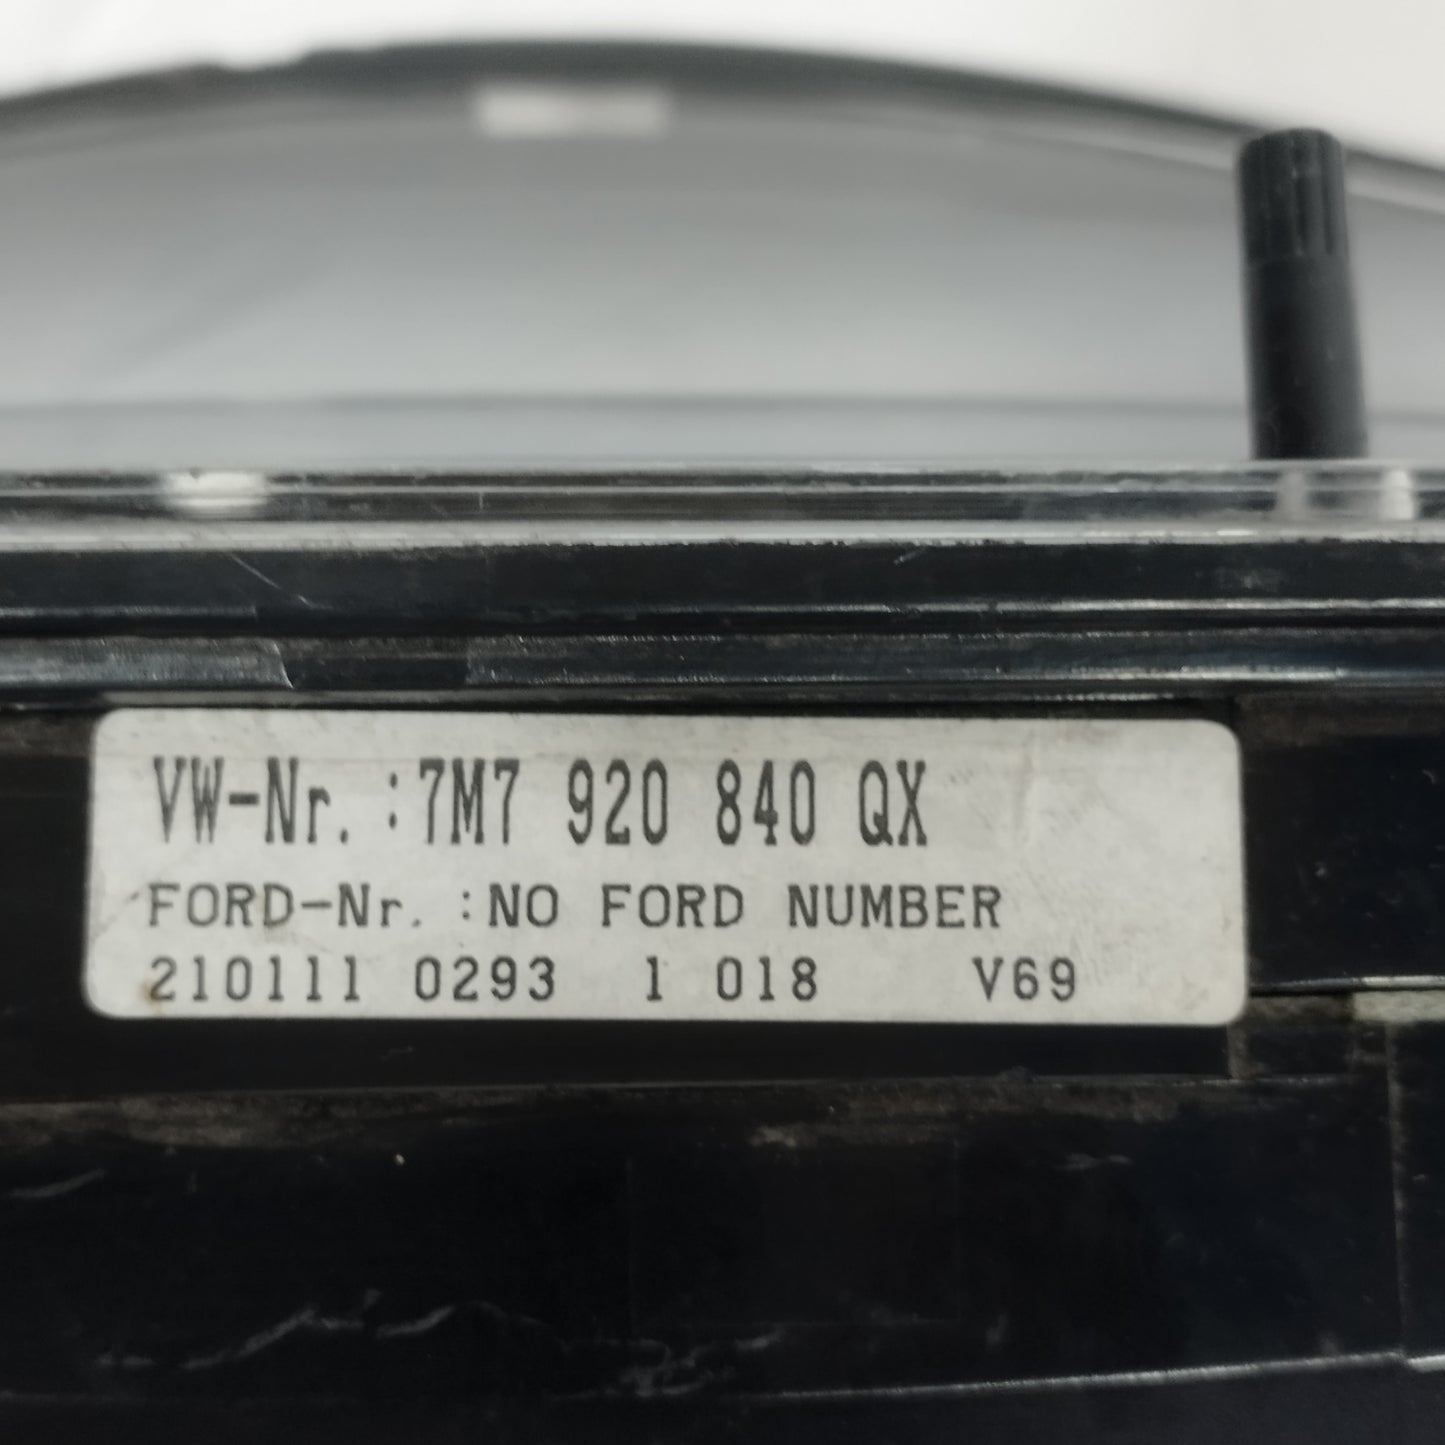 VW-Nr. :7M7 920 840 QX
FORD-Nr. :NO FORD NUMBER
210111 0293 1 018 V69